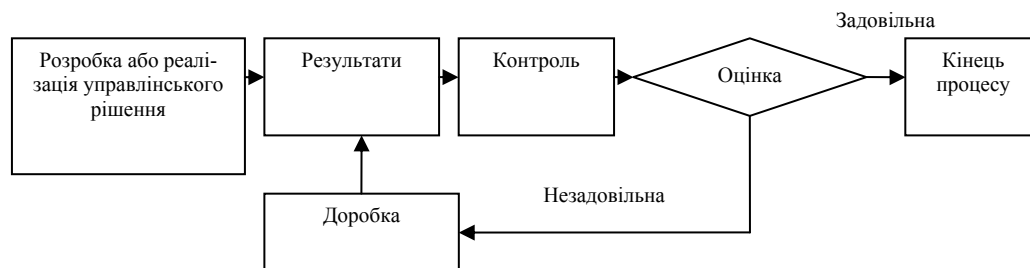 Задовільна
Розробка або реалі-
зація управлінського
рішення
Результати
Контроль
Оцінка
Кінець
процесу
Незадовільна
Доробка